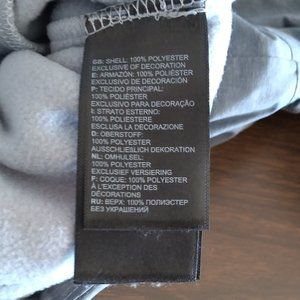 GB: SHELL: 100% POLYESTER
EXCLUSIVE OF DECORATION
E: ARMAZÓN: 100% POLIÉSTER
EXCLUSIVO DE DECORACIÓN
P: TECIDO PRINCIPAL:
100% POLIÉSTER
EXCLUSIVO PARA DECORAÇÃO
I: STRATO ESTERNO:
100% POLIESTERE
ESCLUSA LA DECORAZIONE
D: OBERSTOFF:
100% POLYESTER
AUSSCHLIEßLICH DEKORATION
NL: OMHULSEL:
100% POLYESTER
EXCLUSIEF VERSIERING
F: COQUE: 100% POLYESTER
À L'EXCEPTION DES
DÉCORATIONS
RU: ВЕРХ: 100% ПОЛИЭСТЕР
БЕЗ УКРАШЕНИЙ